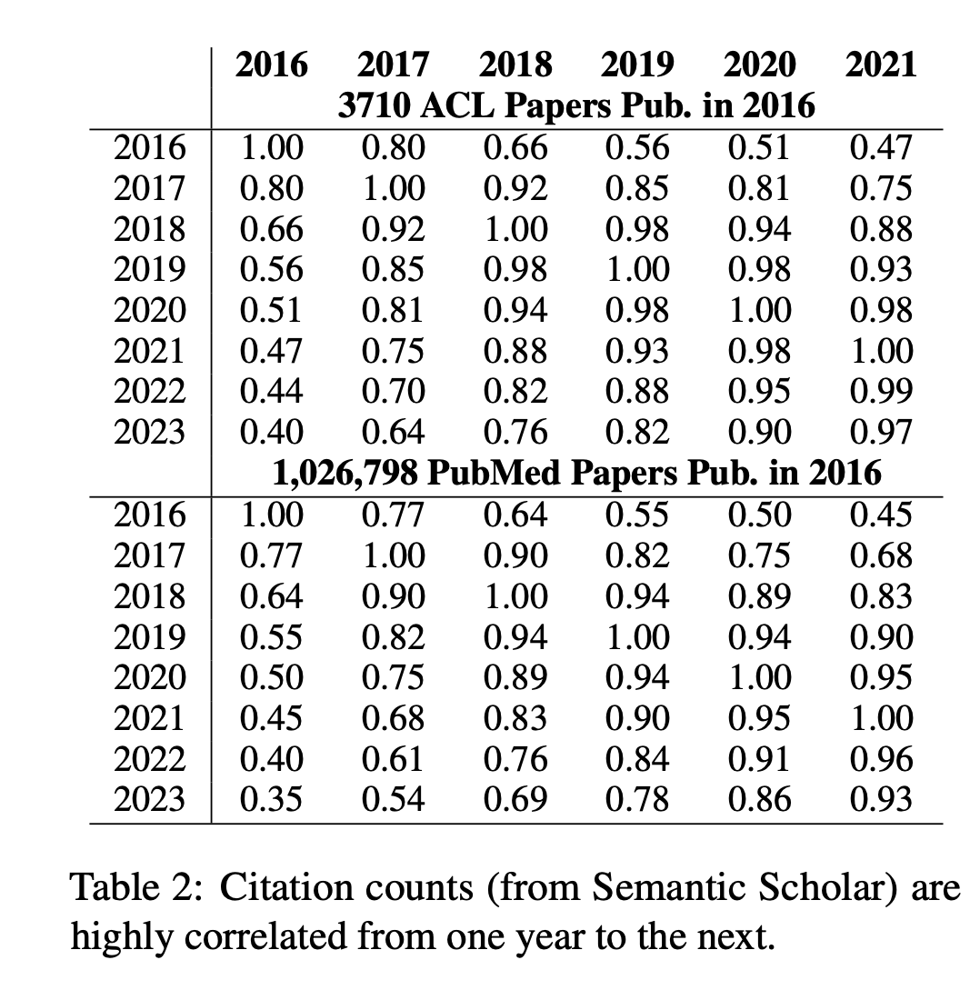 2016 2017 2018 2019 2020 2021
3710 ACL Papers Pub. in 2016
2016 1.00 0.80 0.66 0.56 0.51 0.47
2017 0.80 1.00 0.92 0.85 0.81 0.75
2018 0.66 0.92 1.00 0.98 0.94 0.88
2019 0.56 0.85 0.98 1.00 0.98 0.93
2020 0.51 0.81 0.94 0.98 1.00 0.98
2021 0.47 0.75 0.88 0.93 0.98 1.00
2022 0.44 0.70 0.82 0.88 0.95 0.99
2023 0.40 0.64 0.76 0.82 0.90 0.97
1,026,798 PubMed Papers Pub. in 2016
2016 1.00 0.77 0.64 0.55 0.50 0.45
2017 0.77 1.00 0.90 0.82 0.75 0.68
2018 0.64 0.90 1.00 0.94 0.89 0.83
2019 0.55 0.82 0.94 1.00 0.94 0.90
2020 0.50 0.75 0.89 0.94 1.00 0.95
2021 0.45 0.68 0.83 0.90 0.95 1.00
2022 0.40 0.61 0.76 0.84 0.91 0.96
2023 0.35 0.54 0.69 0.78 0.86 0.93
Table 2: Citation counts (from Semantic Scholar) are
highly correlated from one year to the next.